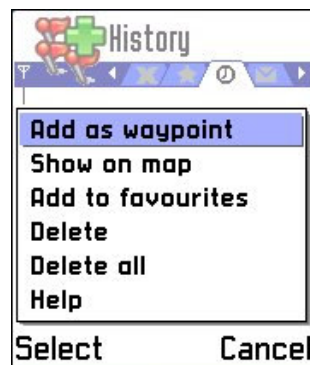 History
Add as waypoint
Show on map
Add to favourites
Delete
Delete all
Help
Select Cancel